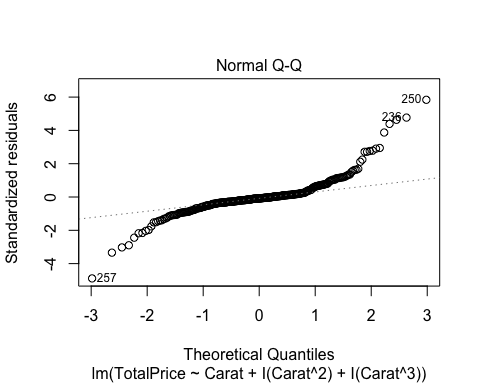 Normal Q-Q
Standardized residuals
6
4
2
0
-2
-4
250
236
257
-3 -2 -1 0 1 2 3
Theoretical Quantiles
lm(TotalPrice ~ Carat + I(Carat^2) + I(Carat^3))